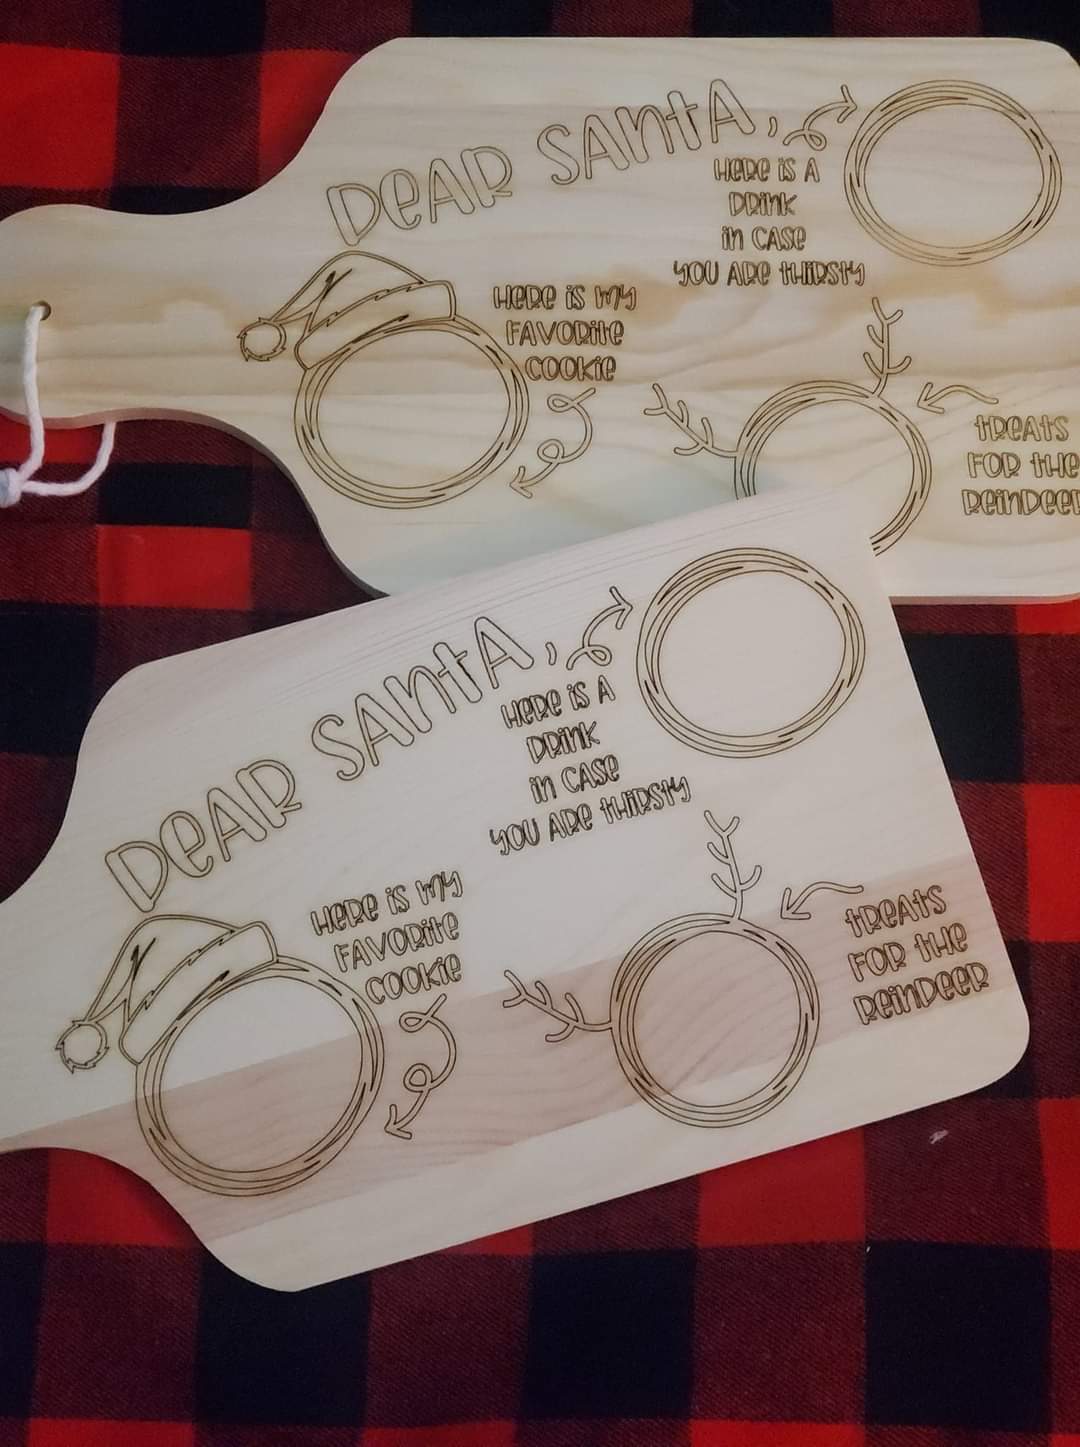 DEAR SANTA,
HERE IS A
DRINK
IN CASE
YOU ARE THIRSTY
HERE IS MY
FAVORITE
COOKIE
TREATS
FOR THE
REINDEER
DEAR SANTA,
HERE IS A
DRINK
IN CASE
YOU ARE THIRSTY
HERE IS MY
FAVORITE
COOKIE
TREATS
FOR THE
REINDEER